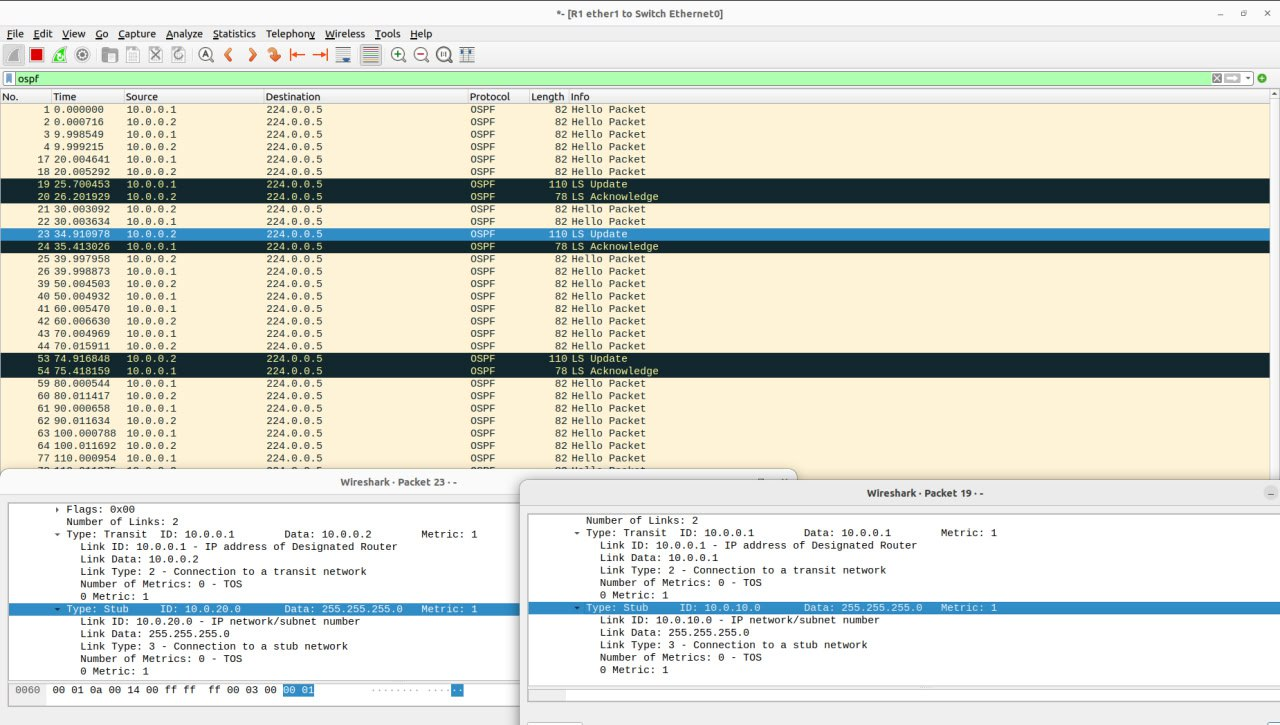 *- [R1 ether1 to Switch Ethernet0]
File Edit View Go Capture Analyze Statistics Telephony Wireless Tools Help
ospf
No. Time Source Destination Protocol Length Info
1 0.000000 10.0.0.1 224.0.0.5 OSPF 82 Hello Packet
2 0.000716 10.0.0.2 224.0.0.5 OSPF 82 Hello Packet
3 9.998549 10.0.0.1 224.0.0.5 OSPF 82 Hello Packet
4 9.999215 10.0.0.2 224.0.0.5 OSPF 82 Hello Packet
17 20.004641 10.0.0.1 224.0.0.5 OSPF 82 Hello Packet
18 20.005292 10.0.0.2 224.0.0.5 OSPF 82 Hello Packet
19 25.700453 10.0.0.1 224.0.0.5 OSPF 110 LS Update
20 26.201929 10.0.0.2 224.0.0.5 OSPF 78 LS Acknowledge
21 30.003092 10.0.0.2 224.0.0.5 OSPF 82 Hello Packet
22 30.003634 10.0.0.1 224.0.0.5 OSPF 82 Hello Packet
23 34.910978 10.0.0.2 224.0.0.5 OSPF 110 LS Update
24 35.413026 10.0.0.1 224.0.0.5 OSPF 78 LS Acknowledge
25 39.997958 10.0.0.2 224.0.0.5 OSPF 82 Hello Packet
26 39.998873 10.0.0.1 224.0.0.5 OSPF 82 Hello Packet
39 50.004503 10.0.0.2 224.0.0.5 OSPF 82 Hello Packet
40 50.004932 10.0.0.1 224.0.0.5 OSPF 82 Hello Packet
41 60.005470 10.0.0.1 224.0.0.5 OSPF 82 Hello Packet
42 60.006630 10.0.0.2 224.0.0.5 OSPF 82 Hello Packet
43 70.004969 10.0.0.1 224.0.0.5 OSPF 82 Hello Packet
44 70.015911 10.0.0.2 224.0.0.5 OSPF 82 Hello Packet
53 74.916848 10.0.0.2 224.0.0.5 OSPF 110 LS Update
54 75.418159 10.0.0.1 224.0.0.5 OSPF 78 LS Acknowledge
59 80.000544 10.0.0.1 224.0.0.5 OSPF 82 Hello Packet
60 80.011417 10.0.0.2 224.0.0.5 OSPF 82 Hello Packet
61 90.000658 10.0.0.1 224.0.0.5 OSPF 82 Hello Packet
62 90.011634 10.0.0.2 224.0.0.5 OSPF 82 Hello Packet
63 100.000788 10.0.0.1 224.0.0.5 OSPF 82 Hello Packet
64 100.011692 10.0.0.2 224.0.0.5 OSPF 82 Hello Packet
77 110.000954 10.0.0.1 224.0.0.5 OSPF 82 Hello Packet
Wireshark · Packet 23 · -
Flags: 0x00
Number of Links: 2
Type: Transit ID: 10.0.0.1 Data: 10.0.0.2 Metric: 1
Link ID: 10.0.0.1 - IP address of Designated Router
Link Data: 10.0.0.2
Link Type: 2 - Connection to a transit network
Number of Metrics: 0 - TOS
0 Metric: 1
Type: Stub ID: 10.0.20.0 Data: 255.255.255.0 Metric: 1
Link ID: 10.0.20.0 - IP network/subnet number
Link Data: 255.255.255.0
Link Type: 3 - Connection to a stub network
Number of Metrics: 0 - TOS
0 Metric: 1
0060 00 01 0a 00 14 00 ff ff ff 00 03 00 00 01 ········ ······
Wireshark · Packet 19 · -
Number of Links: 2
Type: Transit ID: 10.0.0.1 Data: 10.0.0.1 Metric: 1
Link ID: 10.0.0.1 - IP address of Designated Router
Link Data: 10.0.0.1
Link Type: 2 - Connection to a transit network
Number of Metrics: 0 - TOS
0 Metric: 1
Type: Stub ID: 10.0.10.0 Data: 255.255.255.0 Metric: 1
Link ID: 10.0.10.0 - IP network/subnet number
Link Data: 255.255.255.0
Link Type: 3 - Connection to a stub network
Number of Metrics: 0 - TOS
0 Metric: 1